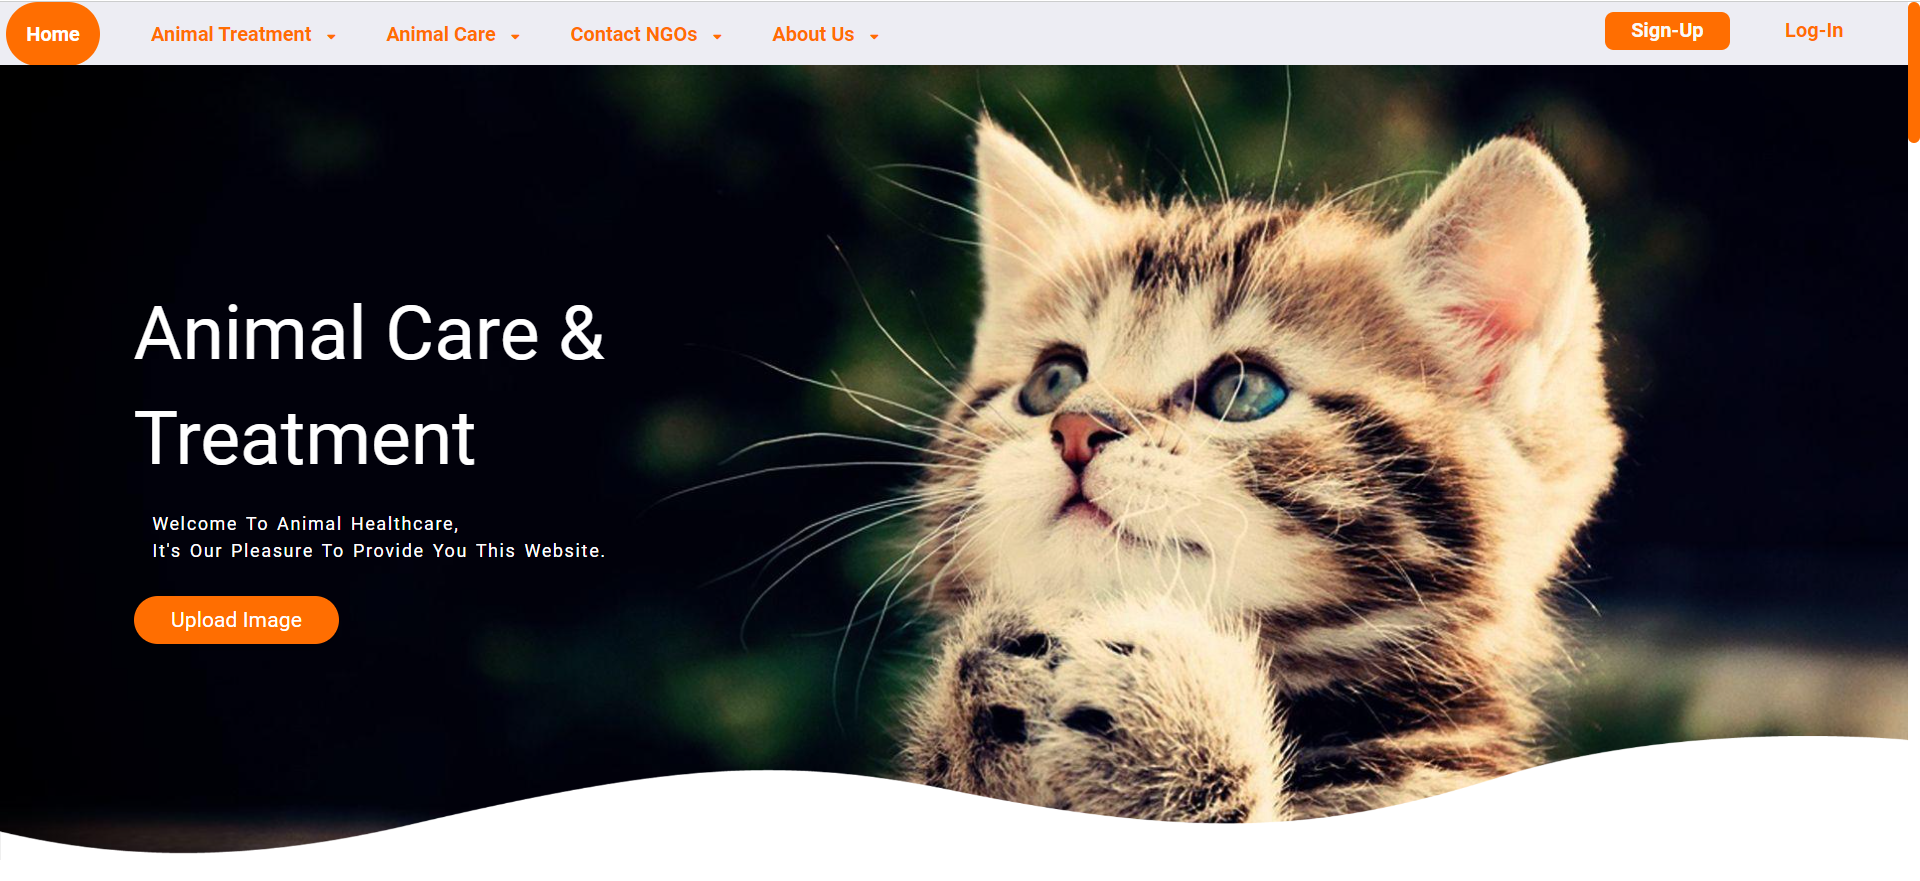 Home Animal Treatment Animal Care Contact NGOs About Us Sign-Up Log-In
Animal Care &
Treatment
Welcome To Animal Healthcare,
It's Our Pleasure To Provide You This Website.
Upload Image